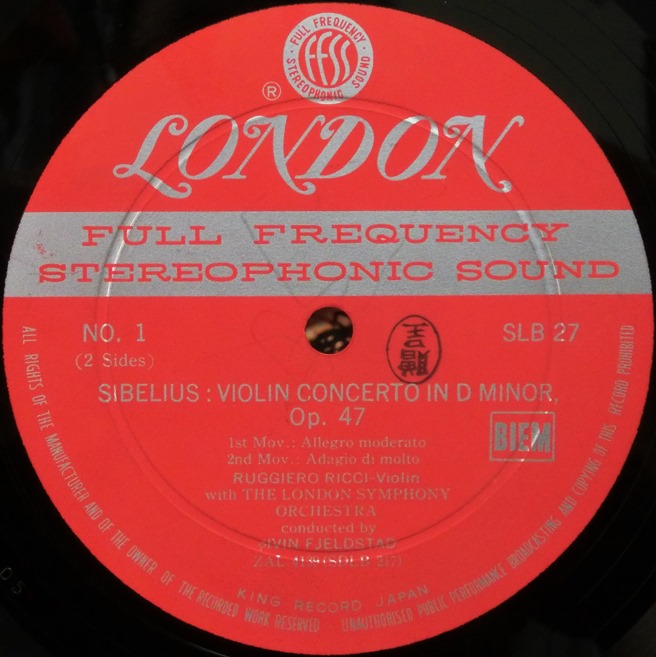 FULL FREQUENCY
ffss
STEREOPHONIC SOUND
®
LONDON
FULL FREQUENCY
STEREOPHONIC SOUND
NO. 1
(2 Sides)
SLB 27
SIBELIUS : VIOLIN CONCERTO IN D MINOR,
Op. 47
BIEM
1st Mov.: Allegro moderato
2nd Mov.: Adagio di molto
RUGGIERO RICCI-Violin
with THE LONDON SYMPHONY
ORCHESTRA
conducted by
FJELDSTAD
KING RECORD JAPAN
ALL RIGHTS OF THE MANUFACTURER AND OF THE OWNER OF THE RECORDED WORK RESERVED · UNAUTHORISED PUBLIC PERFORMANCE BROADCASTING AND COPYING OF THIS RECORD PROHIBITED